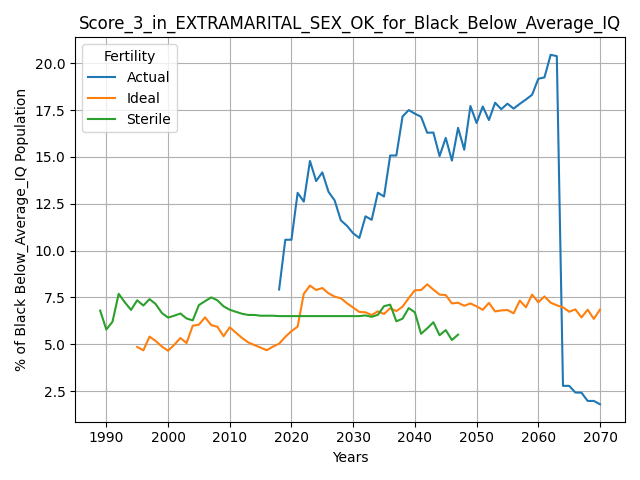 Score_3_in_EXTRAMARITAL_SEX_OK_for_Black_Below_Average_IQ
Fertility
Actual
Ideal
Sterile
% of Black Below_Average_IQ Population
20.0
17.5
15.0
12.5
10.0
7.5
5.0
2.5
1990 2000 2010 2020 2030 2040 2050 2060 2070
Years